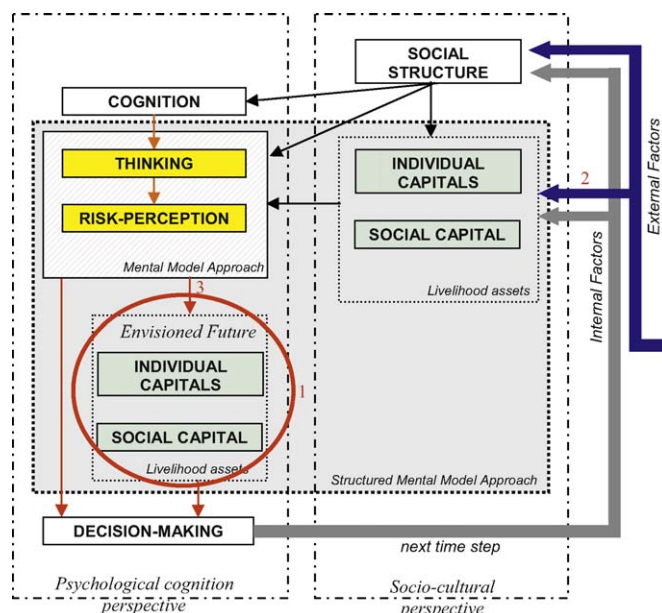 SOCIAL
STRUCTURE
COGNITION
THINKING
RISK-PERCEPTION
Mental Model Approach
INDIVIDUAL
CAPITALS
SOCIAL CAPITAL
Livelihood assets
2
External Factors
Internal Factors
3
Envisioned Future
INDIVIDUAL
CAPITALS
1
SOCIAL CAPITAL
Livelihood assets
Structured Mental Model Approach
DECISION-MAKING
next time step
Psychological cognition
perspective
Socio-cultural
perspective